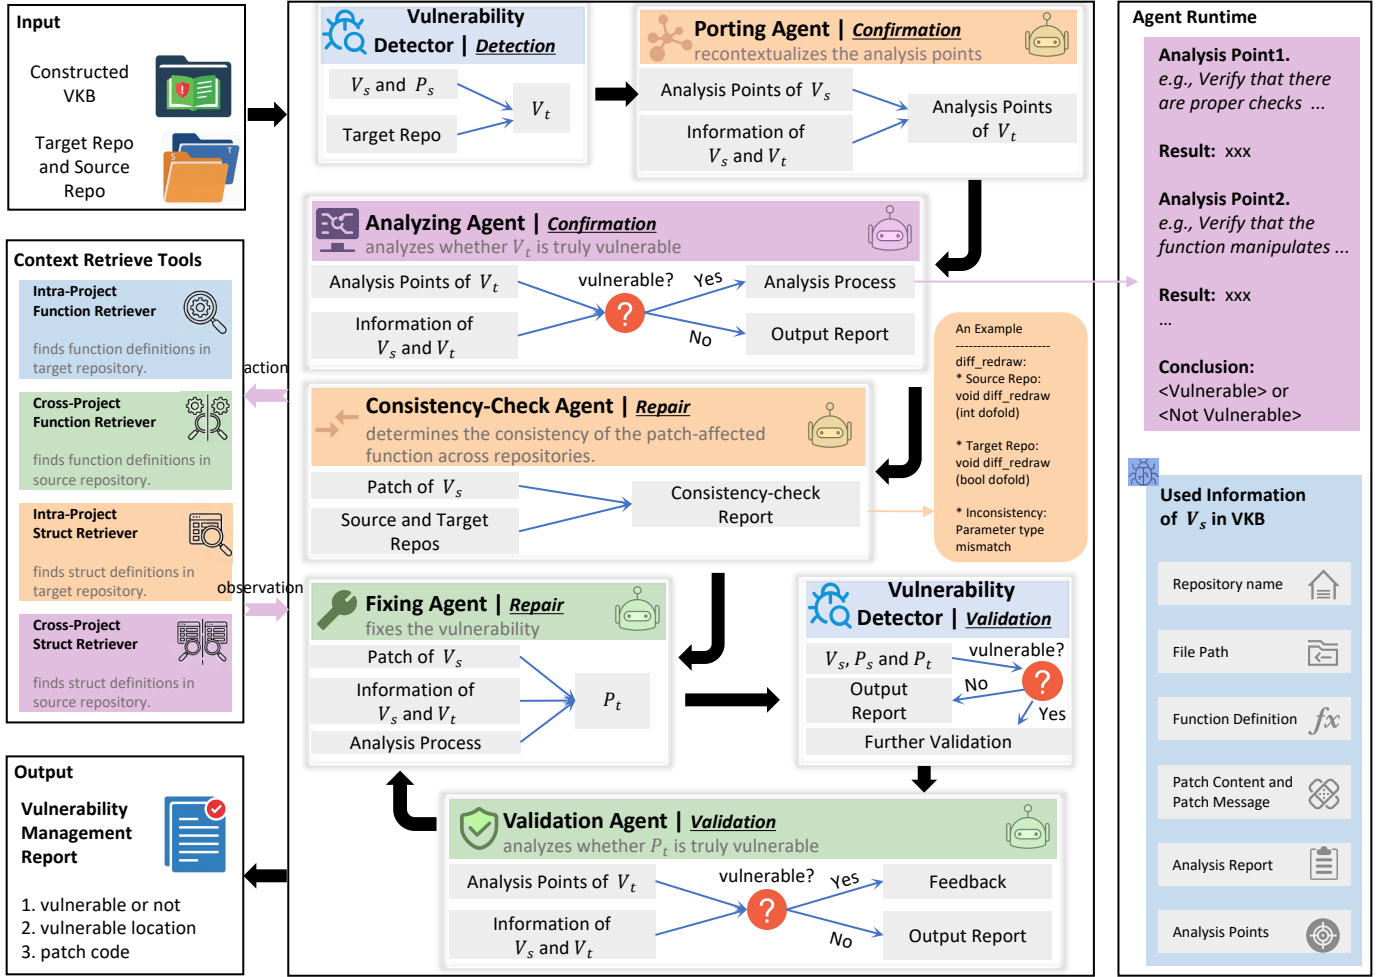 Input
Constructed
VKB
Target Repo
and Source
Repo
S
T
Context Retrieve Tools
Intra-Project
Function Retriever
finds function definitions in
target repository.
Cross-Project
Function Retriever
finds function definitions in
source repository.
Intra-Project
Struct Retriever
finds struct definitions in
target repository.
Cross-Project
Struct Retriever
finds struct definitions in
source repository.
action
observation
Output
Vulnerability
Management
Report
1. vulnerable or not
2. vulnerable location
3. patch code
Vulnerability
Detector | Detection
V_s and P_s
Target Repo
V_t
Porting Agent | Confirmation
recontextualizes the analysis points
Analysis Points of V_s
Information of
V_s and V_t
Analysis Points
of V_t
Analyzing Agent | Confirmation
analyzes whether V_t is truly vulnerable
Analysis Points of V_t
Information of
V_s and V_t
vulnerable?
?
Yes
No
Analysis Process
Output Report
Consistency-Check Agent | Repair
determines the consistency of the patch-affected
function across repositories.
Patch of V_s
Source and Target
Repos
Consistency-check
Report
An Example
----------------------
diff_redraw:
* Source Repo:
void diff_redraw
(int dofold)
* Target Repo:
void diff_redraw
(bool dofold)
* Inconsistency:
Parameter type
mismatch
Fixing Agent | Repair
fixes the vulnerability
Patch of V_s
Information of
V_s and V_t
Analysis Process
P_t
Vulnerability
Detector | Validation
V_s, P_s and P_t
vulnerable?
?
No
Yes
Output
Report
Further Validation
Validation Agent | Validation
analyzes whether P_t is truly vulnerable
Analysis Points of V_t
Information of
V_s and V_t
vulnerable?
?
Yes
No
Feedback
Output Report
Agent Runtime
Analysis Point1.
e.g., Verify that there
are proper checks ...
Result: xxx
Analysis Point2.
e.g., Verify that the
function manipulates ...
Result: xxx
...
Conclusion:
<Vulnerable> or
<Not Vulnerable>
Used Information
of V_s in VKB
Repository name
File Path
Function Definition
fx
Patch Content and
Patch Message
Analysis Report
Analysis Points